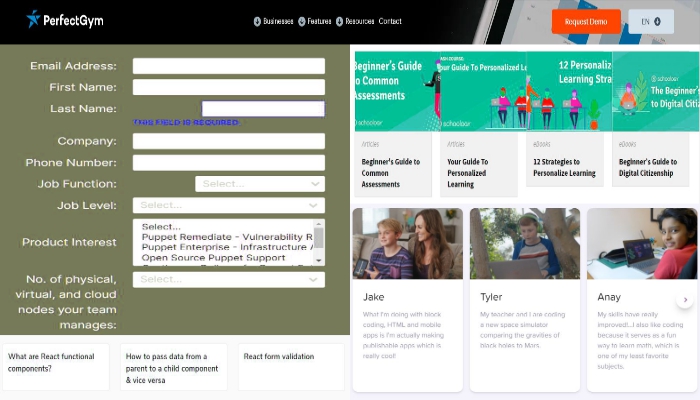 PerfectGym
Businesses
Features
Resources
Contact
Request Demo
EN
Email Address:
First Name:
Last Name:
THIS FIELD IS REQUIRED
Company:
Phone Number:
Job Function:
Select...
Job Level:
Select...
Product Interest
Select...
Puppet Remediate - Vulnerability R
Puppet Enterprise - Infrastructure
Open Source Puppet Support
No. of physical,
virtual, and cloud
nodes your team
manages:
Select...
What are React functional
components?
How to pass data from a
parent to a child component
& vice versa
React form validation
Beginner's Guide
to Common
Assessments
schooler
Articles
Beginner's Guide to
Common
Assessments
our Guide To Personalized Le
Articles
Your Guide To
Personalized
Learning
12 Personaliz
Learning Stra
eBooks
12 Strategies to
Personalize Learning
schooler
The Beginner's
to Digital Citiz
eBooks
Beginner's Guide to
Digital Citizenship
Jake
What I'm doing with block
coding, HTML and mobile
apps is I'm actually making
publishable apps which is
really cool!
Tyler
My teacher and I are coding
a new space simulator
comparing the gravities of
black holes to Mars.
Anay
My skills have really
improved!...I also like coding
because it serves as a fun
way to learn math, which is
one of my least favorite
subjects.